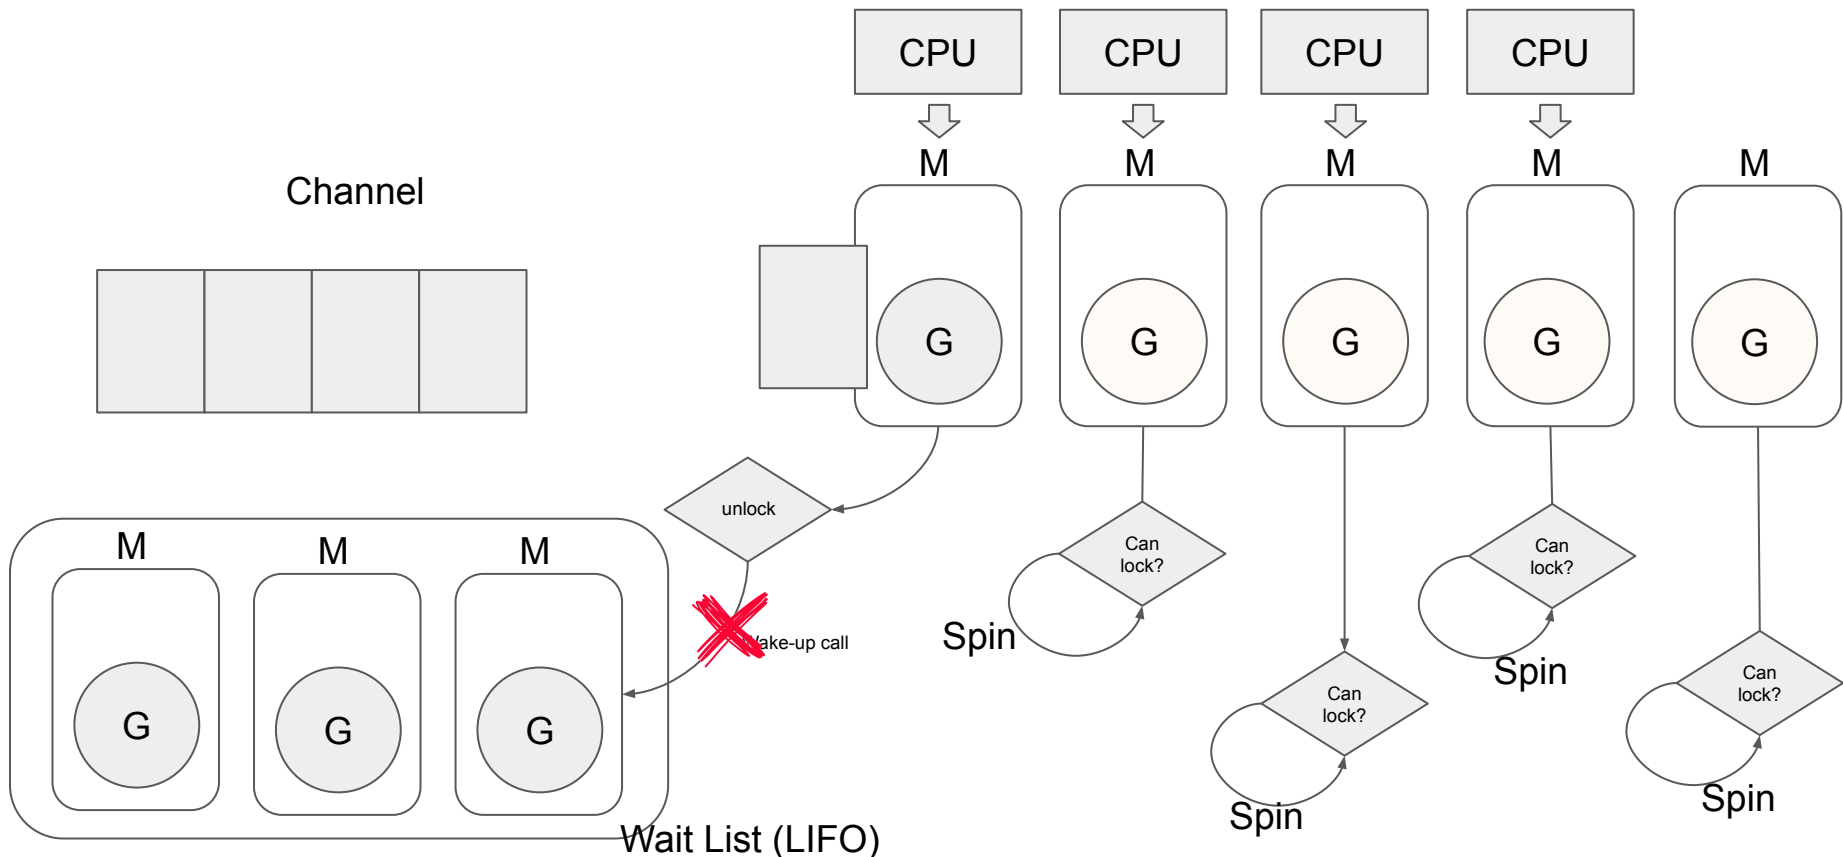 CPU CPU CPU CPU
M M M M M
Channel
G G G G G
unlock
Can
lock?
Can
lock?
M M M
Spin
Wake-up call
Spin
Can
lock?
Can
lock?
G G G
Spin
Spin
Wait List (LIFO)